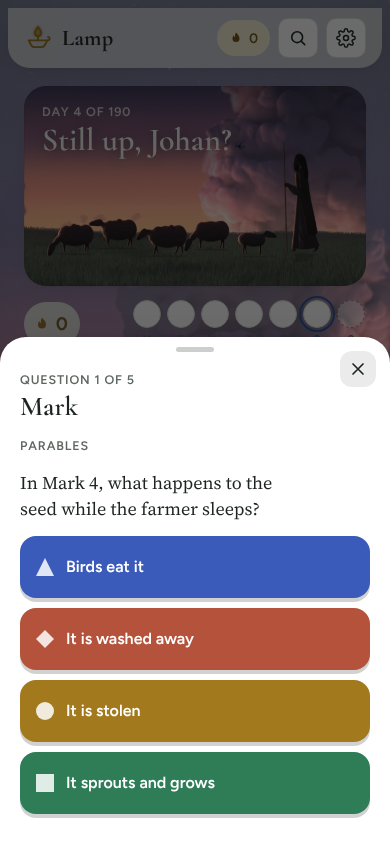 Lamp
0
DAY 4 OF 190
Still up, Johan?
0
QUESTION 1 OF 5
Mark
PARABLES
In Mark 4, what happens to the
seed while the farmer sleeps?
Birds eat it
It is washed away
It is stolen
It sprouts and grows